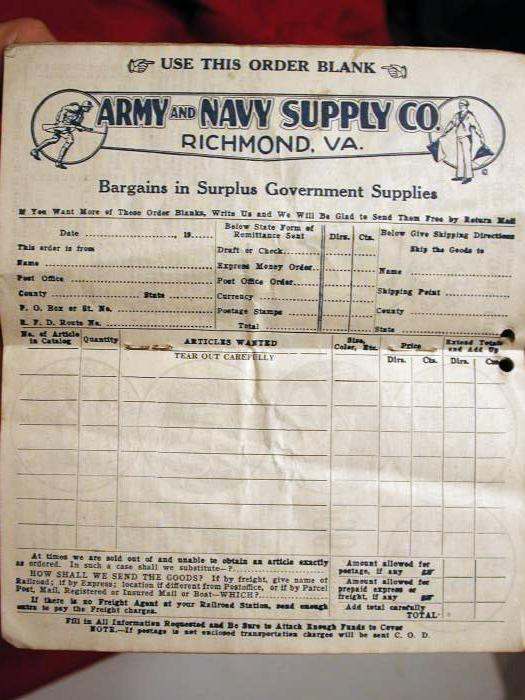 USE THIS ORDER BLANK
ARMY AND NAVY SUPPLY CO.
RICHMOND, VA.
Bargains in Surplus Government Supplies
If You Want More of These Order Blanks, Write Us and We Will Be Glad to Send Them Free by Return Mail
Date ........................, 19......
This order is from
Name
Post Office
County State
P. O. Box or St. No.
R. F. D. Route No.
Below State Form of
Remittance Sent
Dlrs. Cts.
Draft or Check
Express Money Order
Post Office Order
Currency
Postage Stamps
Total
Below Give Shipping Directions
Ship the Goods to
Name
Shipping Point
County
State
No. of Article in Catalog Quantity ARTICLES WANTED Size, Color, Etc. Price Extend Totals and Add Up
TEAR OUT CAREFULLY Dlrs. Cts. Dlrs.
At times we are sold out of and unable to obtain an article exactly
as ordered. In such a case shall we substitute—?
HOW SHALL WE SEND THE GOODS? If by freight, give name of
Railroad; if by Express; location if different from Postoffice, or if by Parcel
Post, Mail, Registered or Insured Mail or Boat—WHICH?
If there is no Freight Agent at your Railroad Station, send enough
extra to pay the Freight charges.
Amount allowed for
postage, if any
Amount allowed for
prepaid express or
freight, if any
Add total carefully
TOTAL
Fill in All Information Requested and Be Sure to Attach Enough Funds to Cover
NOTE.—If postage is not enclosed transportation charges will be sent C. O. D.